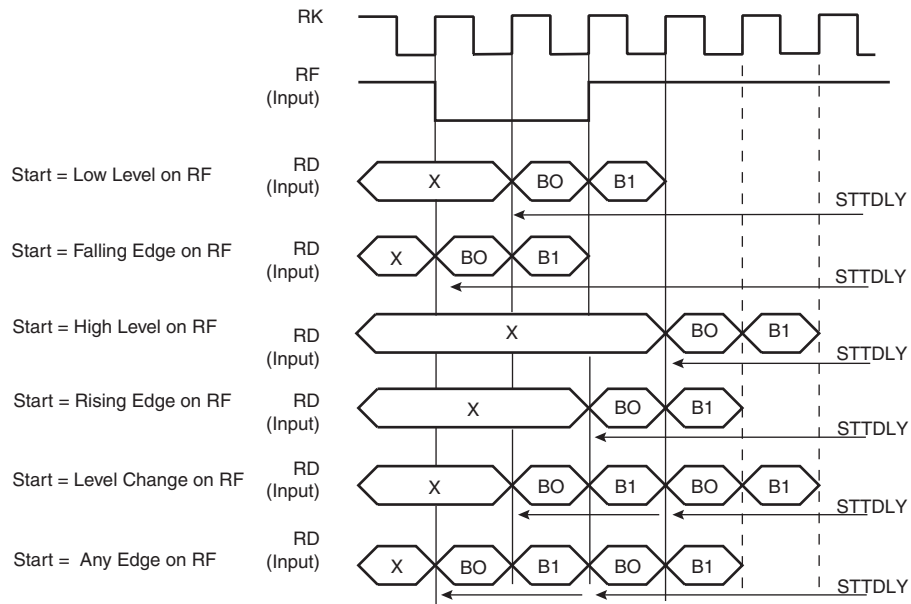 RK
RF
(Input)
Start = Low Level on RF
RD
(Input)
X
BO
B1
STTDLY
Start = Falling Edge on RF
RD
(Input)
X
BO
B1
STTDLY
Start = High Level on RF
RD
(Input)
X
BO
B1
STTDLY
Start = Rising Edge on RF
RD
(Input)
X
BO
B1
STTDLY
Start = Level Change on RF
RD
(Input)
X
BO
B1
BO
B1
STTDLY
Start = Any Edge on RF
RD
(Input)
X
BO
B1
BO
B1
STTDLY